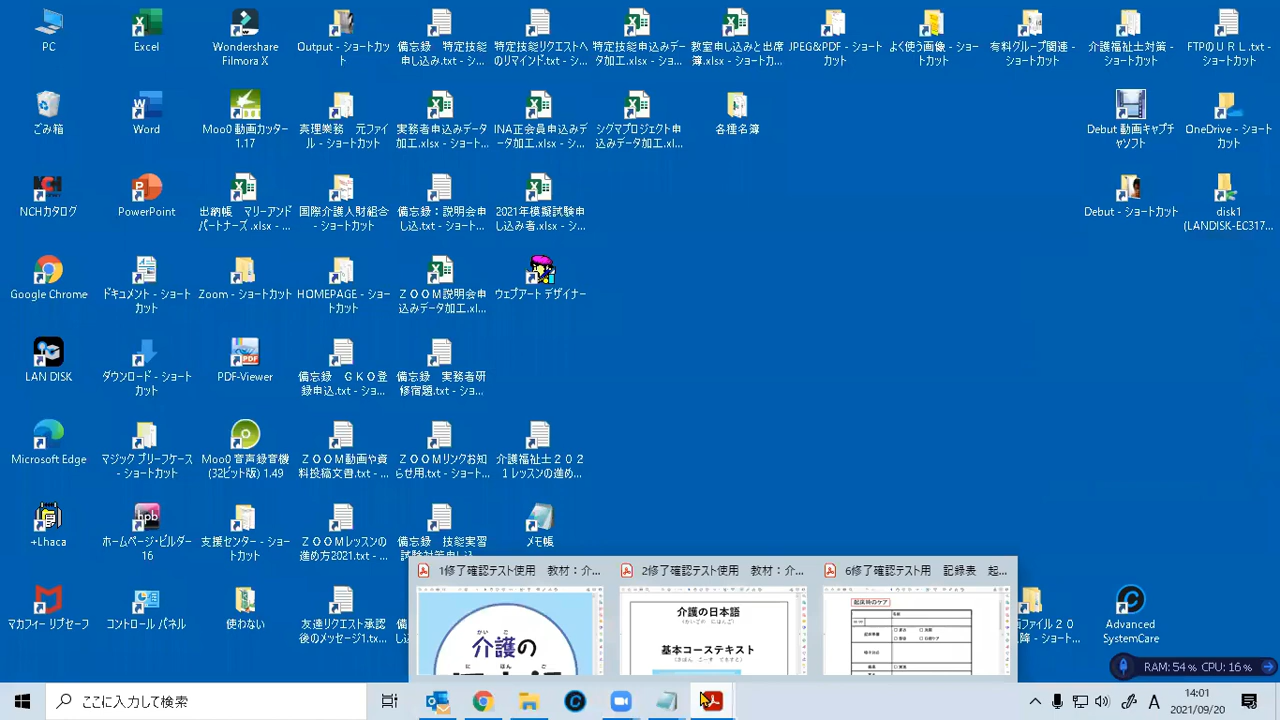 PC
Excel
Wondershare
Filmora X
Output - ショートカッ
ト
備忘録 特定技能
申し込み.txt - シ...
特定技能リクエストへ
のリマインド.txt - シ...
特定技能申込みデー
タ加工.xlsx - ショー...
教室申し込みと出席
簿.xlsx - ショートカ...
JPEG&PDF - ショート
カット
よく使う画像 - ショー
トカット
有料グループ関連 -
ショートカット
介護福祉士対策 -
ショートカット
FTPのＵＲＬ.txt -
ショートカット
ごみ箱
Word
Moo0 動画カッター
1.17
実務者申込みデータ
加工.xlsx - ショート...
INA正会員申込みデ
ータ加工.xlsx - シ...
シグマプロジェクト申
込みデータ加工.xl...
各種名簿
Debut 動画キャプチ
ャソフト
OneDrive - ショート
カット
NCHカタログ
PowerPoint
出納帳 マリーアンド
パートナーズ.xlsx - ...
国際介護人財組合
- ショートカット
備忘録：説明会申
し込.txt - ショート...
2021年模擬試験申
し込み者.xlsx - シ...
Debut - ショートカット
disk1
(LANDISK-EC317...
Google Chrome
ドキュメント - ショート
カット
Zoom - ショートカット
HOMEPAGE - ショ
ートカット
ＺＯＯＭ説明会申
込みデータ加工.xl...
ウェブアート デザイナー
LAN DISK
ダウンロード - ショート
カット
PDF-Viewer
備忘録 ＧＫＯ登
録申込.txt - ショ...
備忘録 実務者研
修宿題.txt - ショ...
Microsoft Edge
マジック ブリーフケース
- ショートカット
Moo0 音声録音機
(32ビット版) 1.49
ＺＯＯＭ動画や資
料投稿文書.txt - ...
ＺＯＯＭリンクお知
らせ用.txt - ショート...
介護福祉士２０２
１レッスンの進め...
+Lhaca
ホームページ・ビルダー
16
支援センター - ショ
ートカット
ＺＯＯＭレッスンの
進め方2021.txt - ...
備忘録 技能実習
メモ帳
マカフィー リブセーフ
コントロール パネル
使わない
友達リクエスト承認
後のメッセージ1.tx...
Advanced
SystemCare
1修了確認テスト使用 教材：介...
2修了確認テスト使用 教材：介...
6修了確認テスト用 記録表 起...
かい ご
介護の
に ほん ご
介護の日本語
(かいごの にほんご)
基本コーステキスト
(きほん こーす てきすと)
起床時のケア
RAM: 54% CPU: 16%
ここに入力して検索
A
14:01
2021/09/20